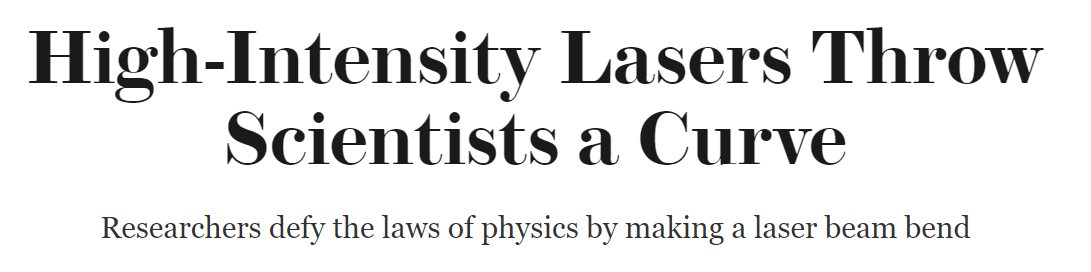 High-Intensity Lasers Throw
Scientists a Curve
Researchers defy the laws of physics by making a laser beam bend